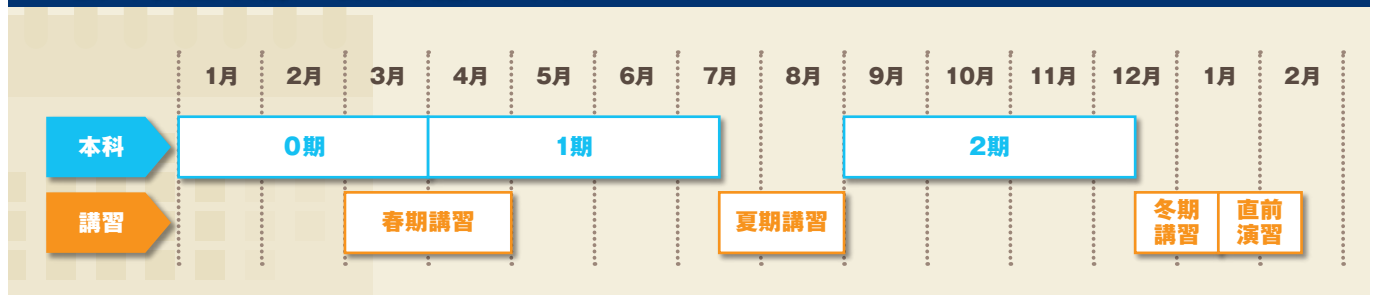 1月 2月 3月 4月 5月 6月 7月 8月 9月 10月 11月 12月 1月 2月
本科 0期 1期 2期
講習 春期講習 夏期講習 冬期 直前
講習 演習